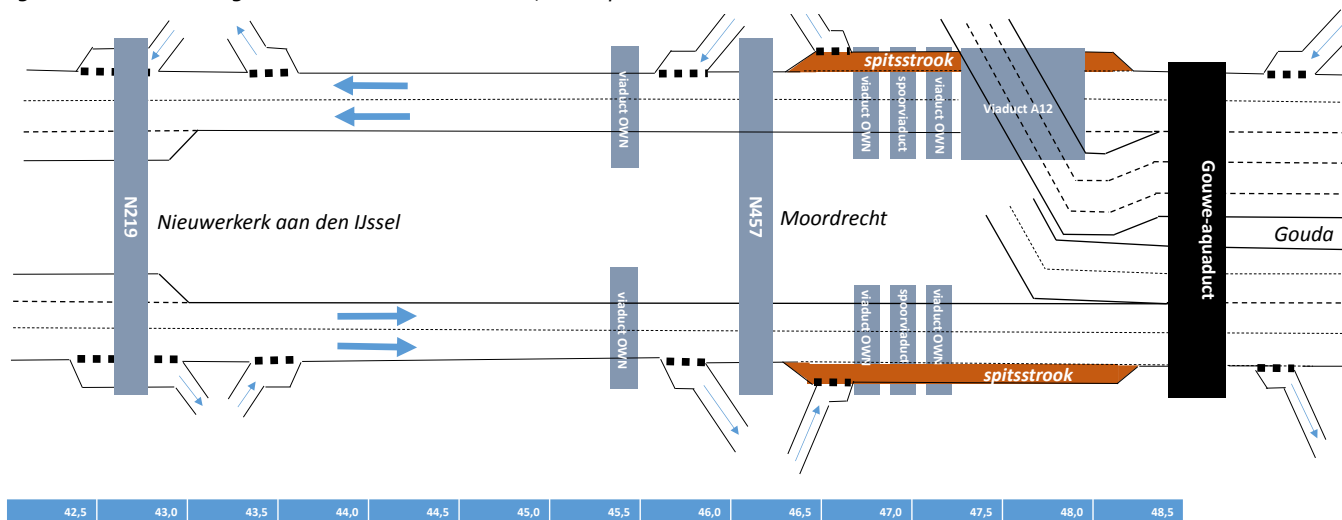 spitsstrook
viaduct OWN
viaduct OWN
spoorviaduct
viaduct OWN
Viaduct A12
N219
Nieuwerkerk aan den IJssel
N457
Moordrecht
Gouwe-aquaduct
Gouda
viaduct OWN
viaduct OWN
spoorviaduct
viaduct OWN
spitsstrook
42,5 43,0 43,5 44,0 44,5 45,0 45,5 46,0 46,5 47,0 47,5 48,0 48,5